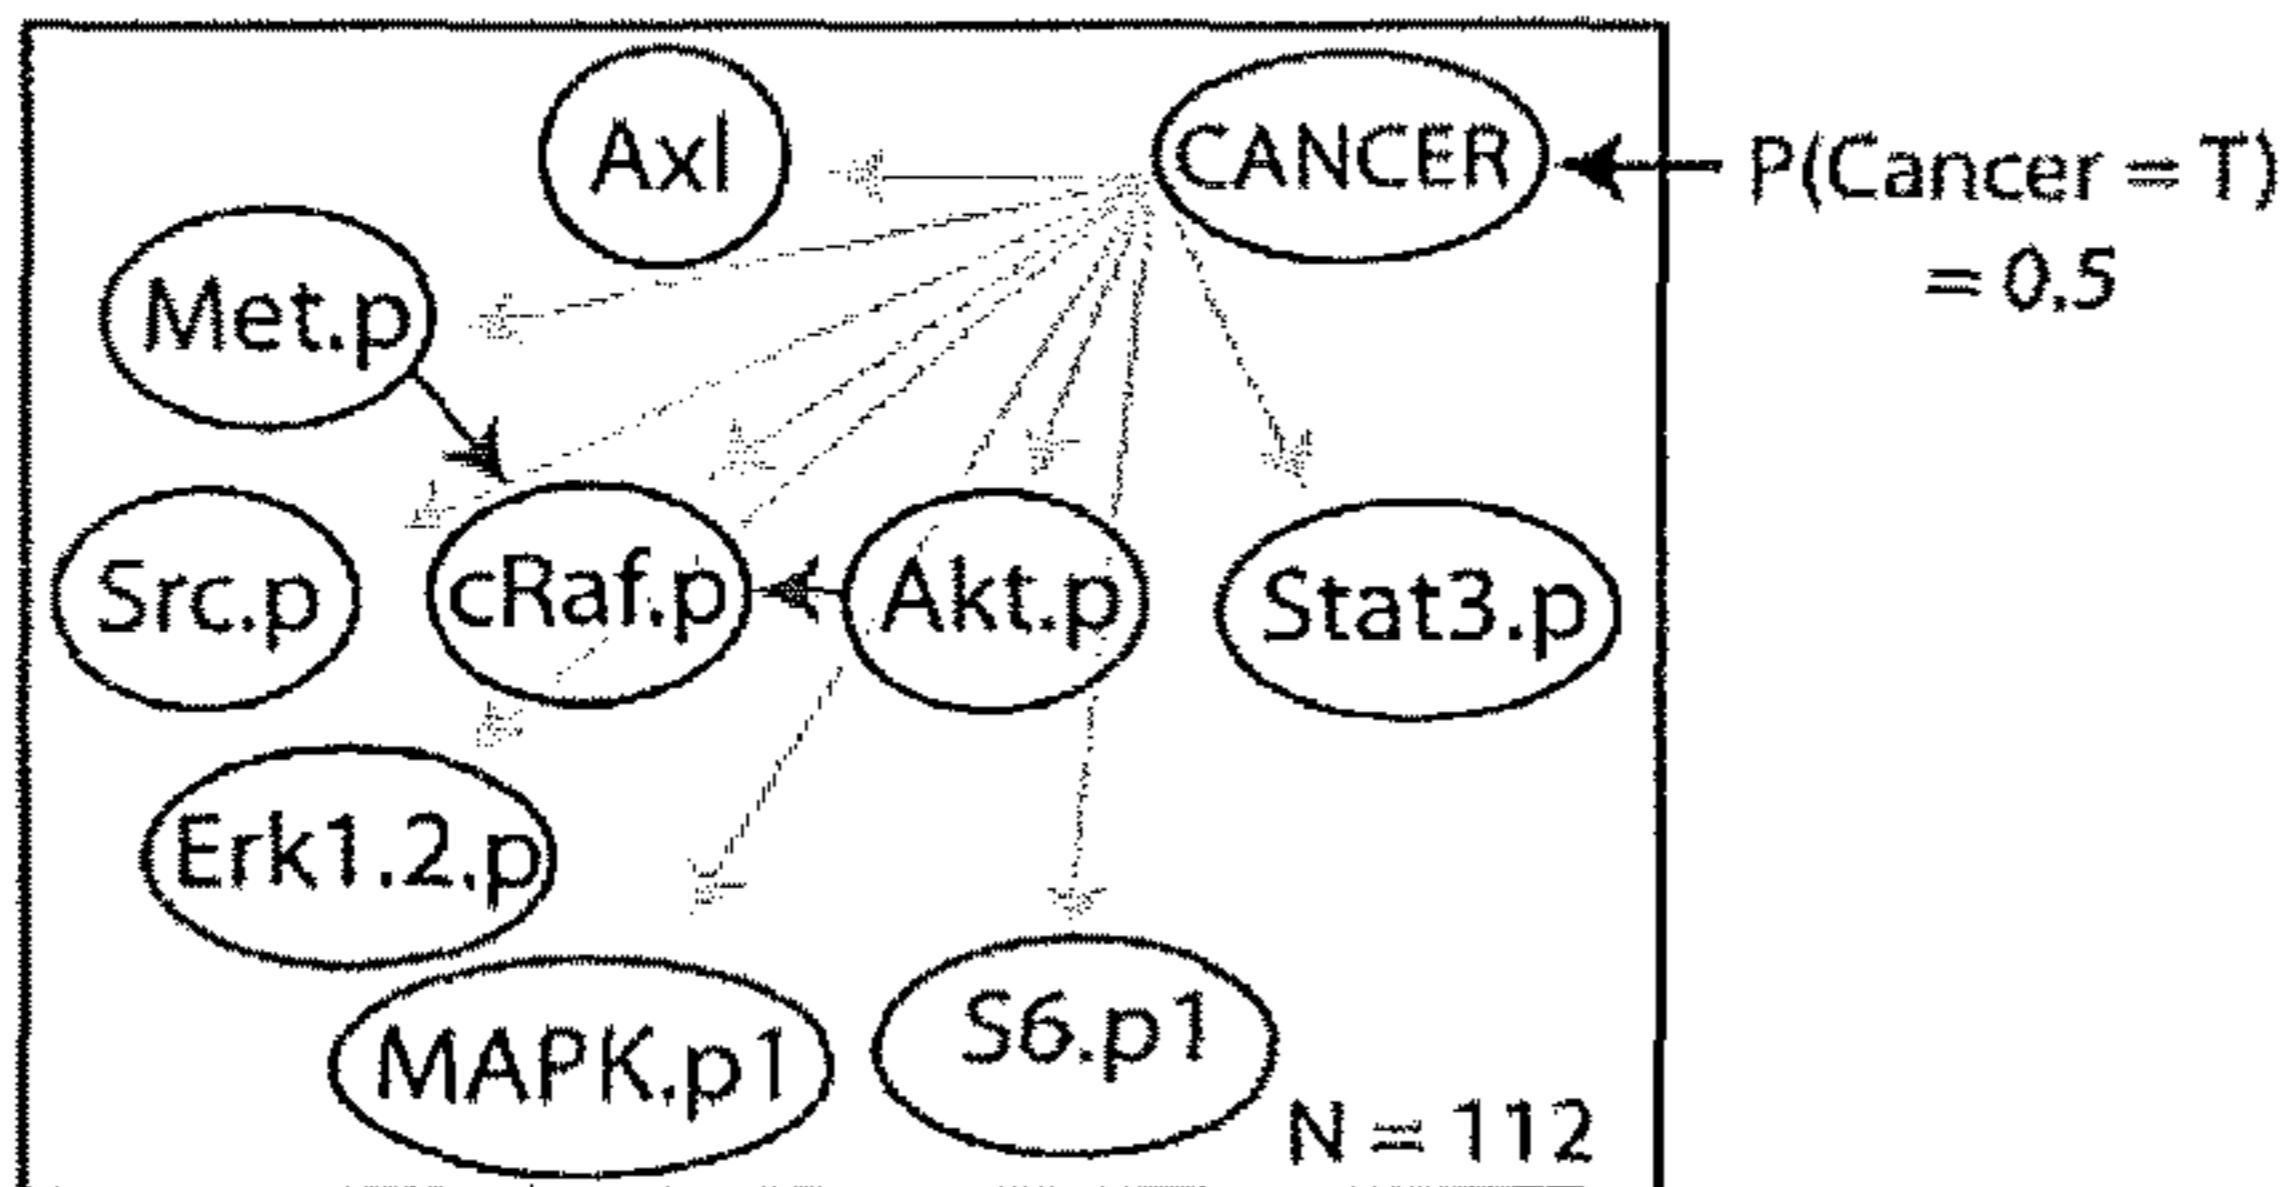 Axl
CANCER
P(Cancer = T)
= 0.5
Met.p
Src.p
cRaf.p
Akt.p
Stat3.p
Erk1.2.p
MAPK.p1
S6.p1
N = 112